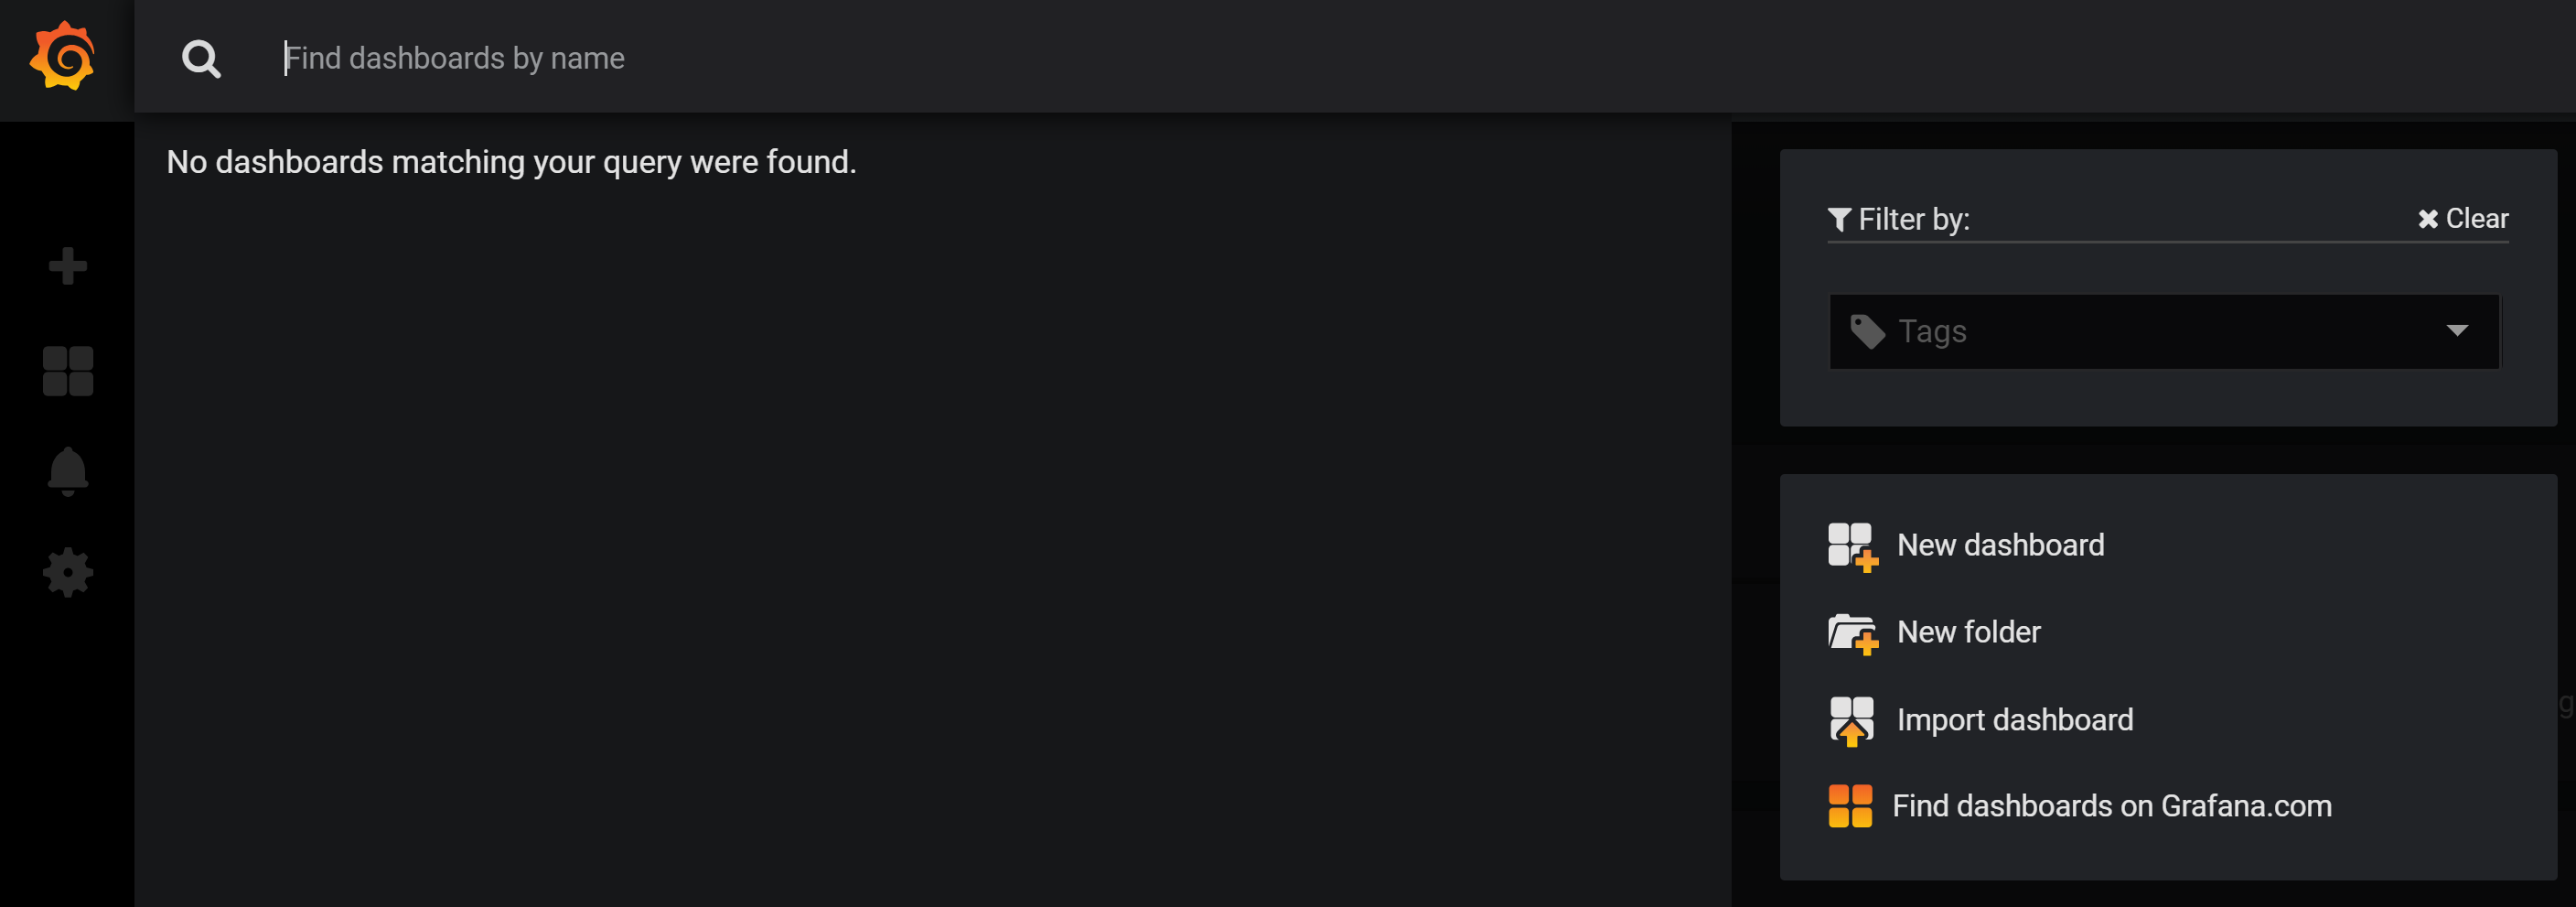 Find dashboards by name
No dashboards matching your query were found.
Filter by:
Clear
Tags
New dashboard
New folder
Import dashboard
Find dashboards on Grafana.com
g